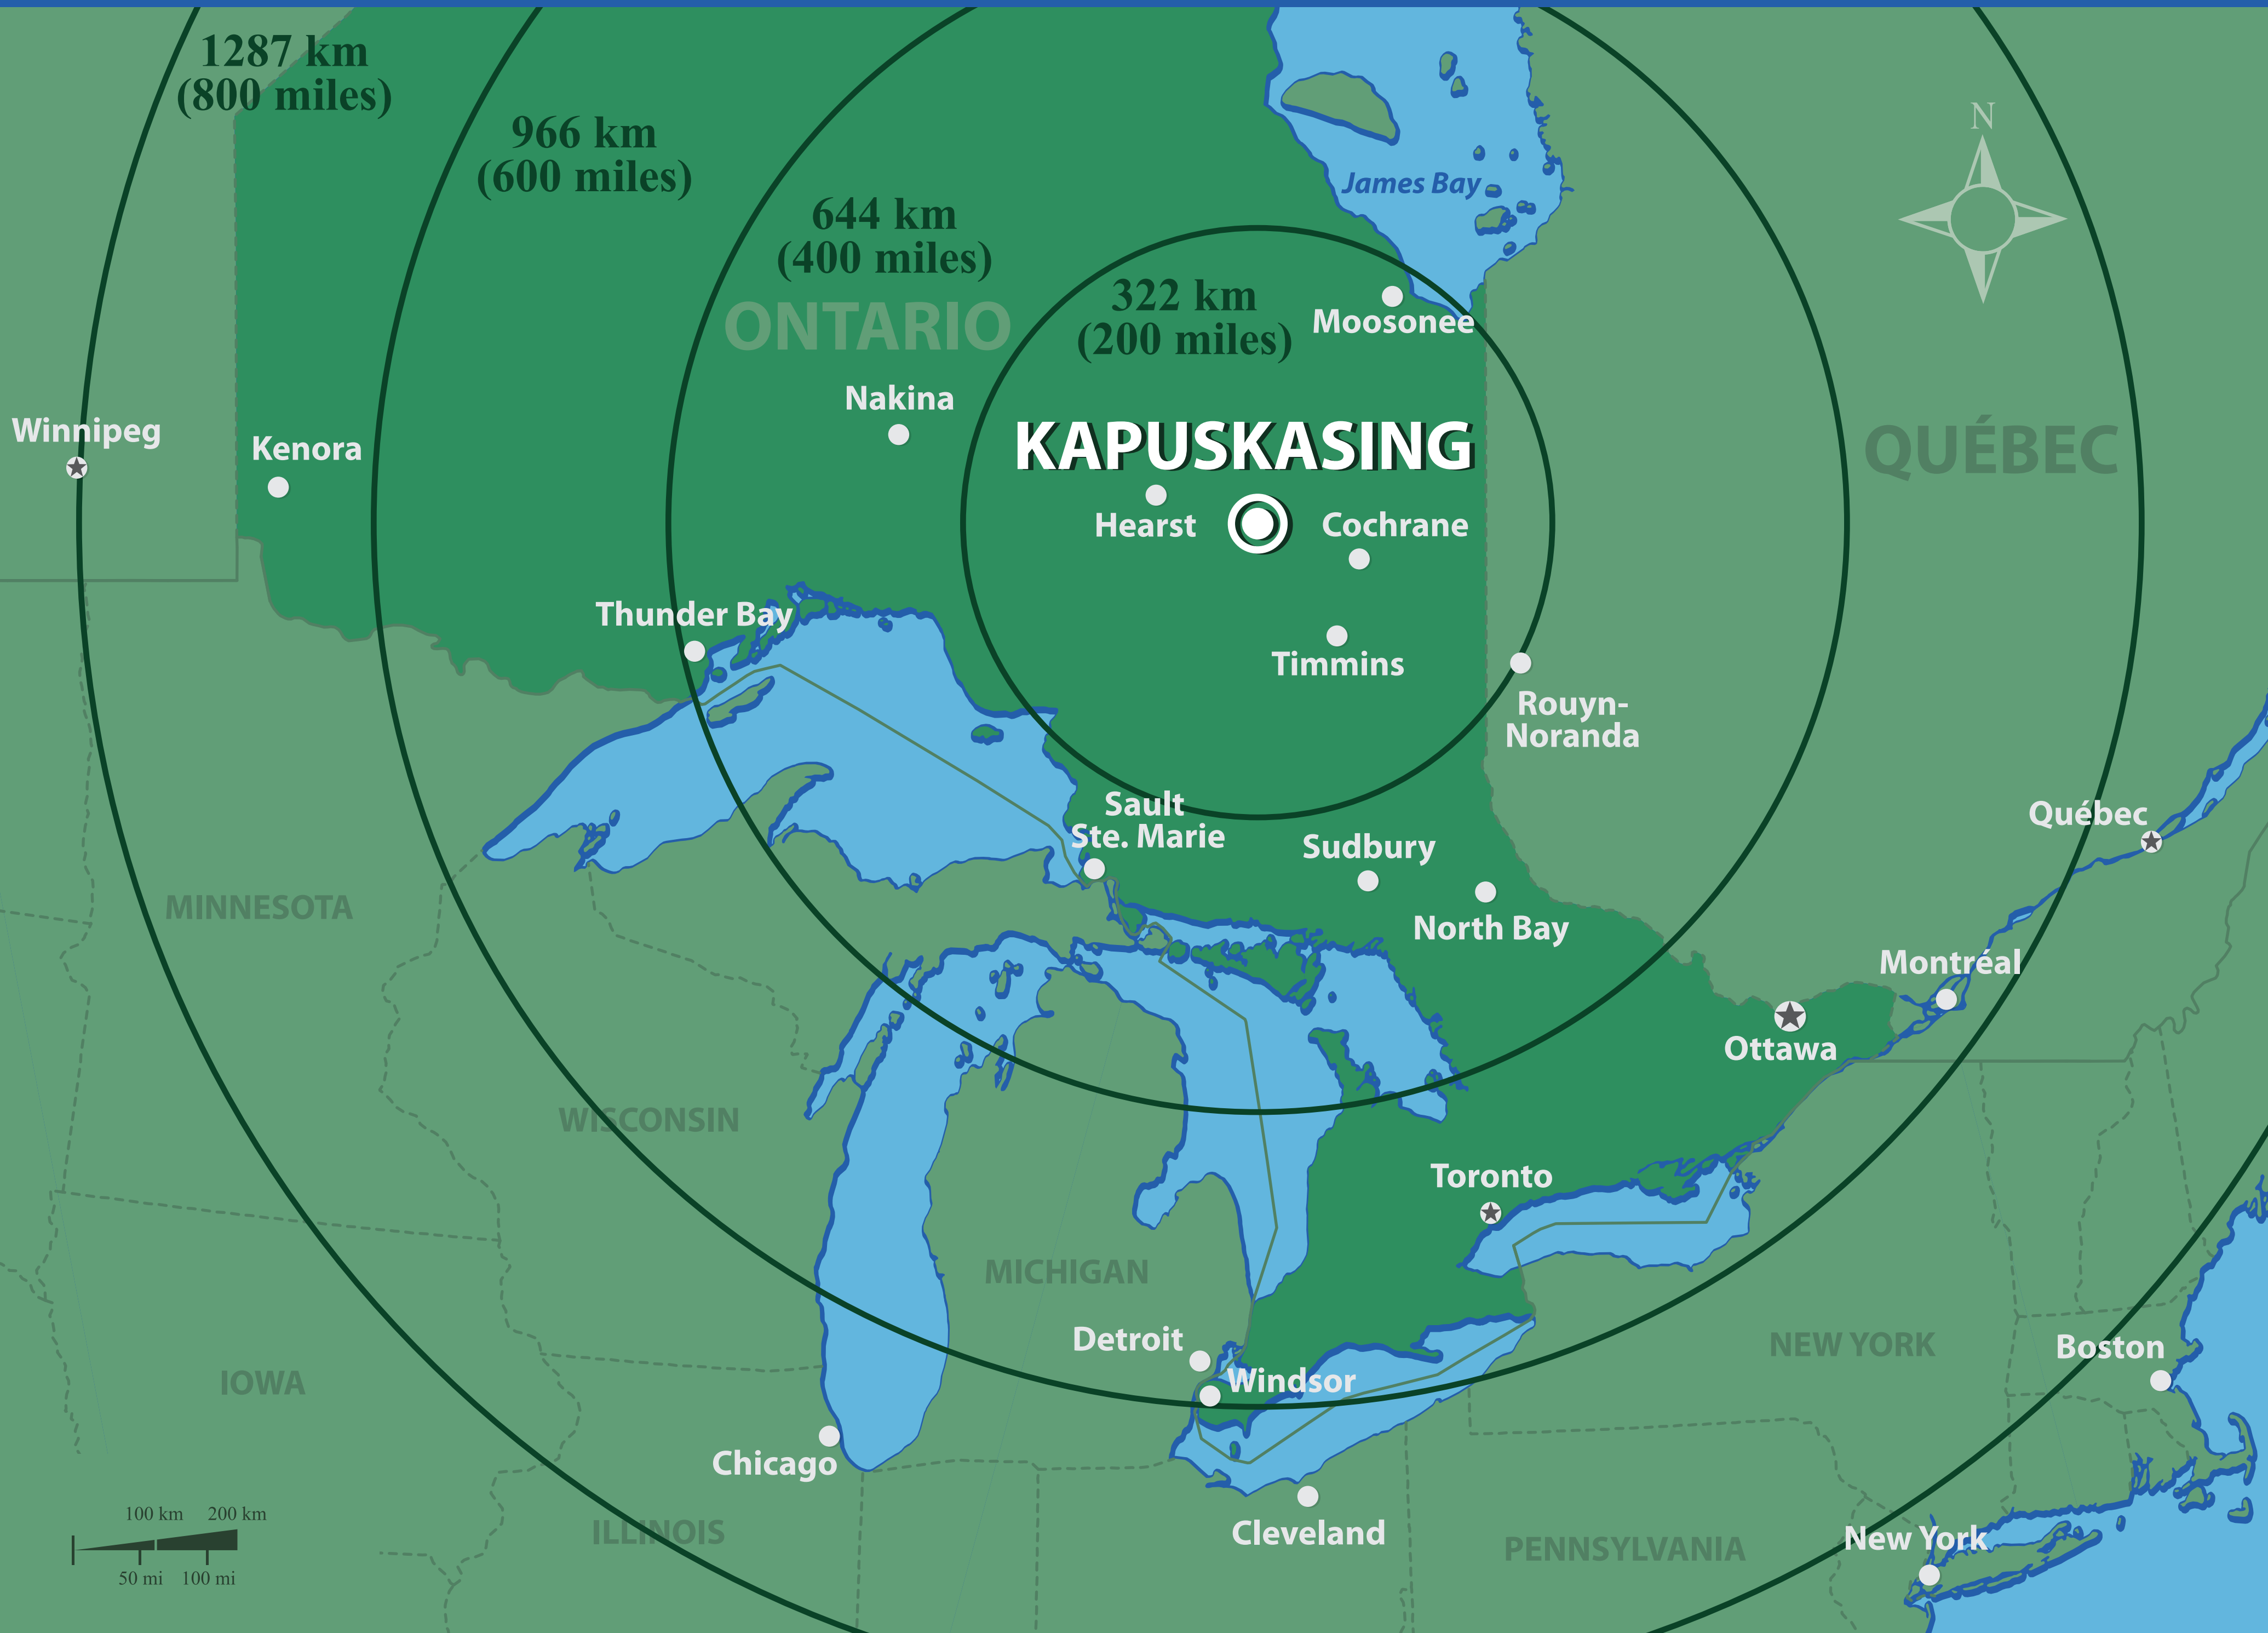 1287 km
(800 miles)
966 km
(600 miles)
644 km
(400 miles)
322 km
(200 miles)
N
James Bay
ONTARIO
Moosonee
Nakina
KAPUSKASING
QUÉBEC
Winnipeg
Kenora
Hearst
Cochrane
Thunder Bay
Timmins
Rouyn-
Noranda
Sault
Ste. Marie
Sudbury
Québec
MINNESOTA
North Bay
Montréal
Ottawa
WISCONSIN
Toronto
MICHIGAN
Detroit
NEW YORK
Boston
IOWA
Windsor
Chicago
100 km 200 km
50 mi 100 mi
ILLINOIS
Cleveland
PENNSYLVANIA
New York